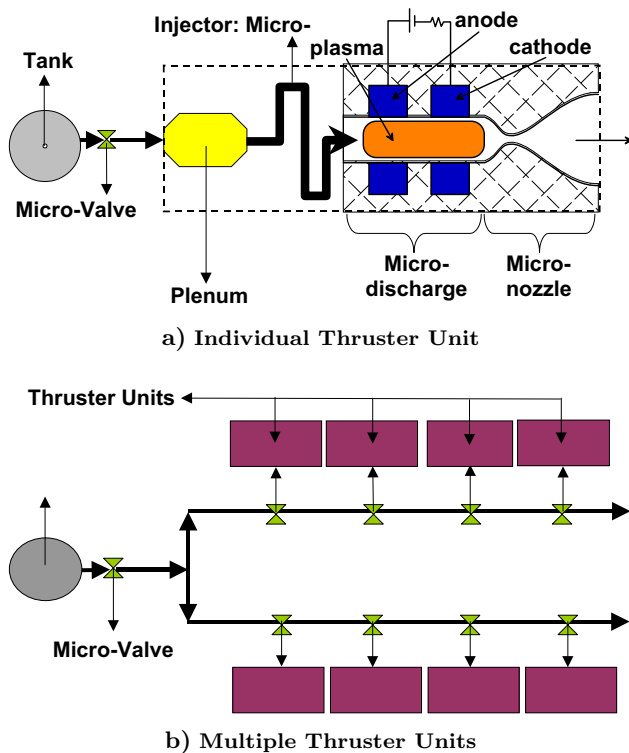 Injector: Micro-
anode
Tank
plasma
cathode
Micro-Valve
Plenum
Micro-
discharge
Micro-
nozzle
a) Individual Thruster Unit
Thruster Units
Micro-Valve
b) Multiple Thruster Units